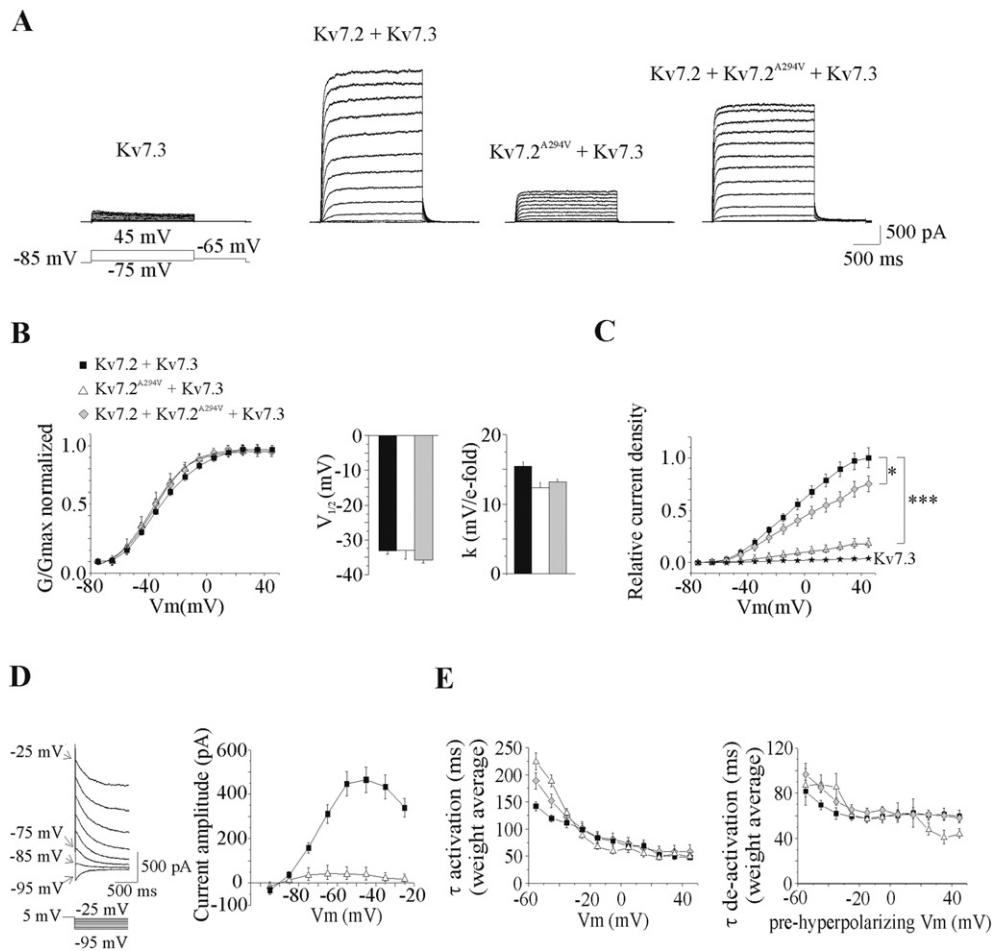 A
Kv7.2 + Kv7.3
Kv7.2 + Kv7.2A294V + Kv7.3
Kv7.3
Kv7.2A294V + Kv7.3
45 mV
-65 mV
-85 mV
-75 mV
500 pA
500 ms
B
Kv7.2 + Kv7.3
Kv7.2A294V + Kv7.3
Kv7.2 + Kv7.2A294V + Kv7.3
G/Gmax normalized
1.0
0.5
0.0
-80 -40 0 40
Vm(mV)
V1/2 (mV)
0
-10
-20
-30
-40
k (mV/e-fold)
20
10
0
C
Relative current density
1.0
0.5
0.0
*
***
Kv7.3
-80 -40 0 40
Vm(mV)
D
-25 mV
-75 mV
-85 mV
-95 mV
500 pA
500 ms
5 mV
-25 mV
-95 mV
Current amplitude (pA)
600
400
200
0
-100
-100 -80 -60 -40 -20
Vm (mV)
E
τ activation (ms)
(weight average)
250
200
150
100
50
0
-60 -40 -20 0 20 40
Vm (mV)
τ de-activation (ms)
(weight average)
120
80
40
0
-60 -40 -20 0 20 40
pre-hyperpolarizing Vm (mV)